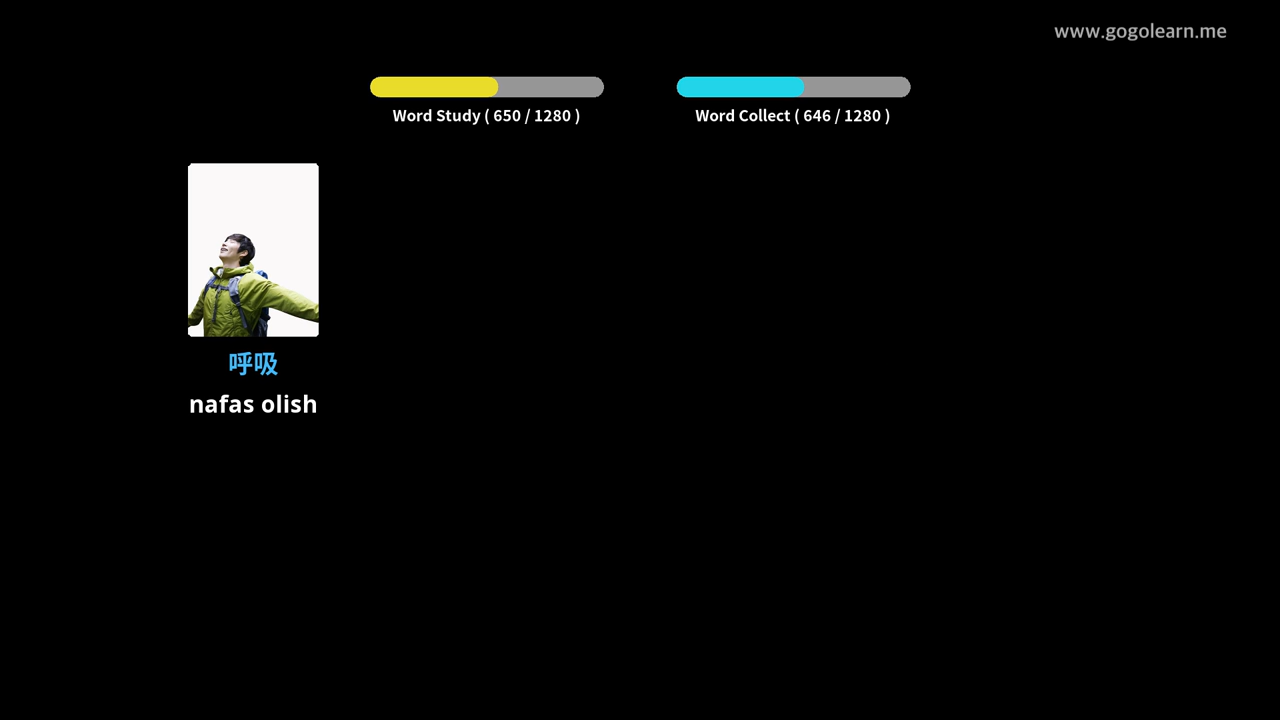 www.gogolearn.me
Word Study ( 650 / 1280 )
Word Collect ( 646 / 1280 )
呼吸
nafas olish